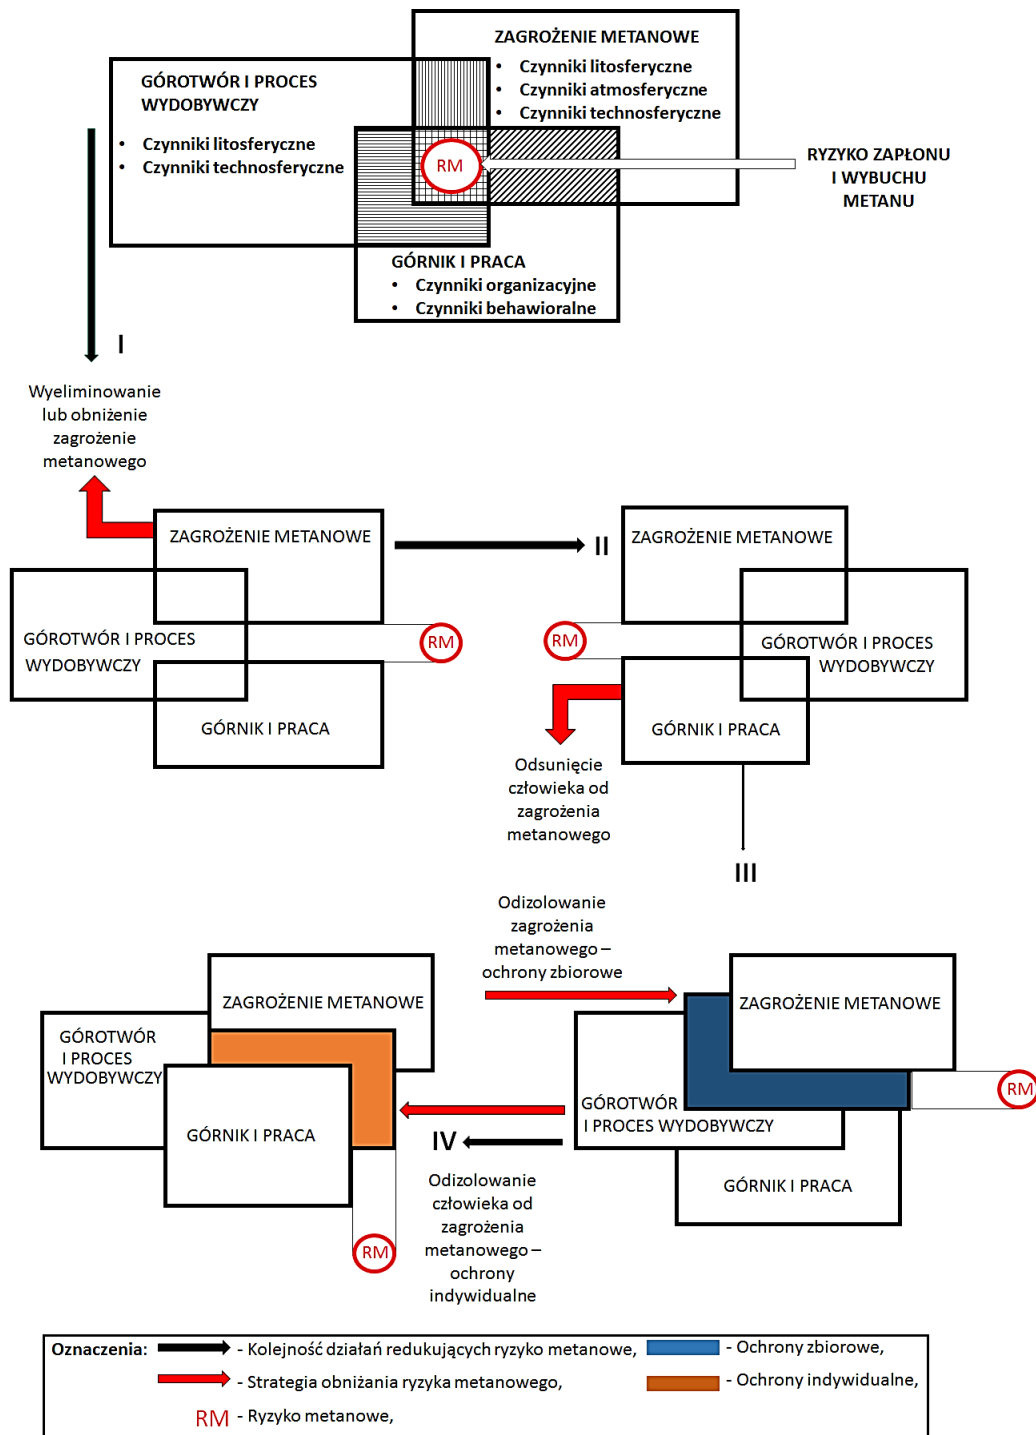 ZAGROŻENIE METANOWE
• Czynniki litosferyczne
• Czynniki atmosferyczne
• Czynniki technosferyczne
GÓROTWÓR I PROCES
WYDOBYWCZY
• Czynniki litosferyczne
• Czynniki technosferyczne
RM
RYZYKO ZAPŁONU
I WYBUCHU
METANU
GÓRNIK I PRACA
• Czynniki organizacyjne
• Czynniki behawioralne
I
Wyeliminowanie
lub obniżenie
zagrożenie
metanowego
ZAGROŻENIE METANOWE
GÓROTWÓR I PROCES
WYDOBYWCZY
RM
GÓRNIK I PRACA
II
ZAGROŻENIE METANOWE
RM
GÓROTWÓR I PROCES
WYDOBYWCZY
GÓRNIK I PRACA
Odsunięcie
człowieka od
zagrożenia
metanowego
III
Odizolowanie
zagrożenia
metanowego –
ochrony zbiorowe
ZAGROŻENIE METANOWE
RM
GÓROTWÓR
I PROCES WYDOBYWCZY
GÓRNIK I PRACA
ZAGROŻENIE METANOWE
GÓROTWÓR
I PROCES
WYDOBYWCZY
GÓRNIK I PRACA
RM
IV
Odizolowanie
człowieka od
zagrożenia
metanowego –
ochrony
indywidualne
Oznaczenia: - Kolejność działań redukujących ryzyko metanowe, - Ochrony zbiorowe,
- Strategia obniżania ryzyka metanowego, - Ochrony indywidualne,
RM - Ryzyko metanowe,